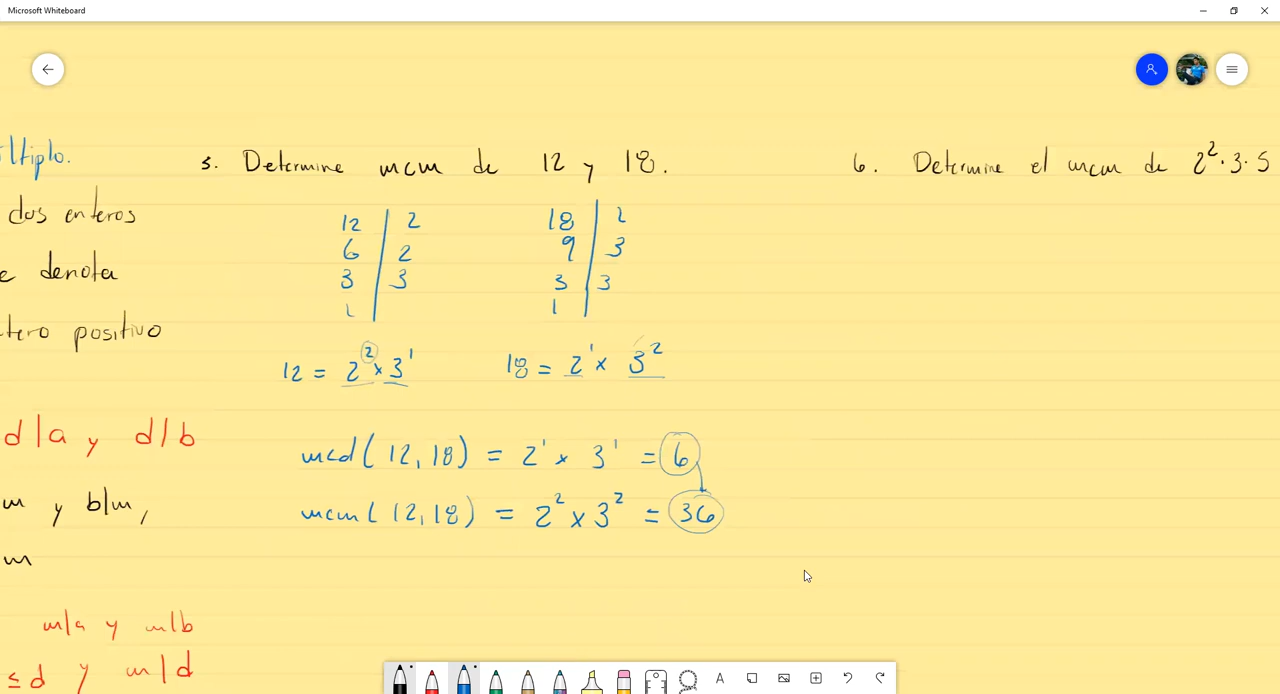 Microsoft Whiteboard
ltiplo.
dos enteros
e denota
tero positivo
d|a y d|b
m y b|m,
m
m|a y m|b
≤d y m|d
5. Determine mcm de 12 y 18.
12 | 2
6 | 2
3 | 3
1
18 | 2
9 | 3
3 | 3
1
12 = 2² × 3¹
18 = 2¹ × 3²
mcd(12,18) = 2¹ × 3¹ = 6
mcm(12,18) = 2² × 3² = 36
6. Determine el mcm de 2²·3·5
A